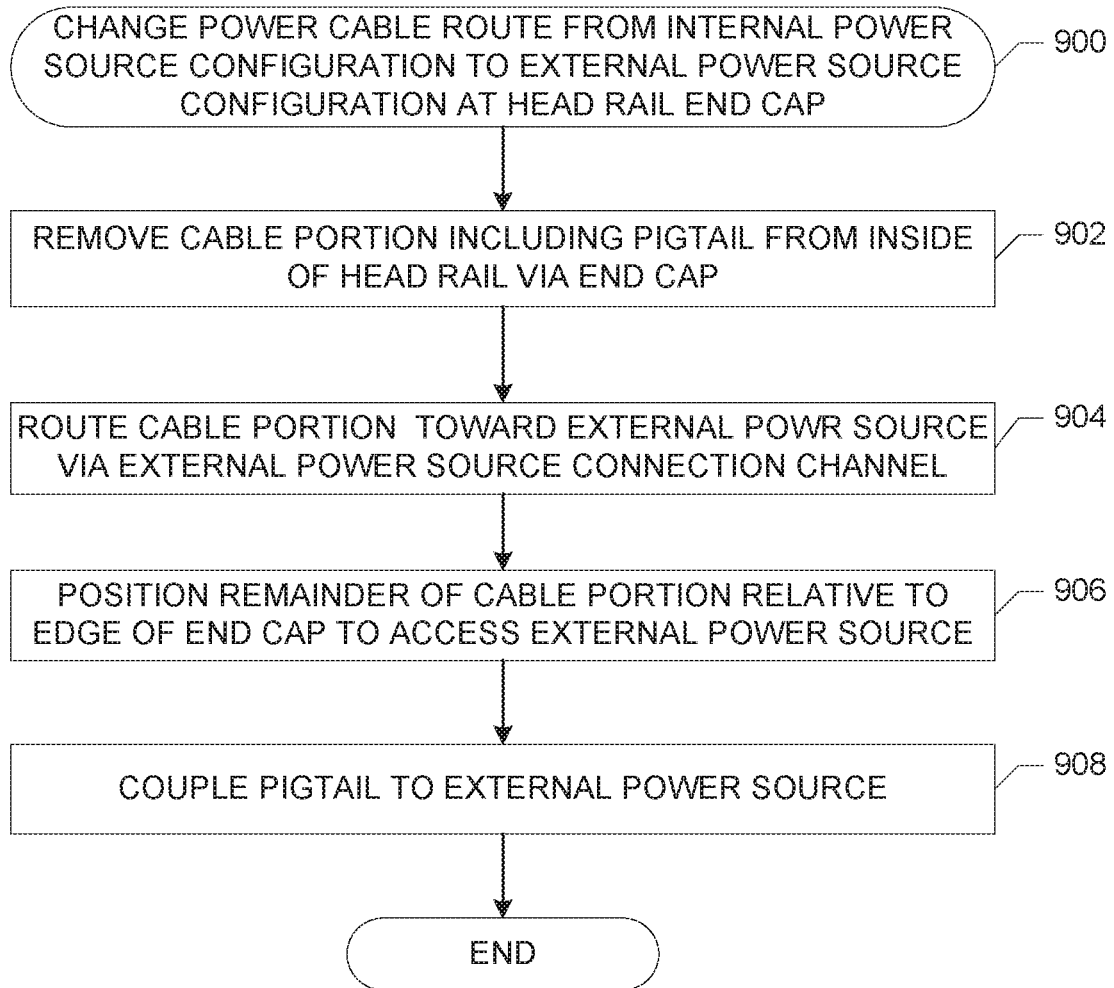 CHANGE POWER CABLE ROUTE FROM INTERNAL POWER
SOURCE CONFIGURATION TO EXTERNAL POWER SOURCE
CONFIGURATION AT HEAD RAIL END CAP
900
REMOVE CABLE PORTION INCLUDING PIGTAIL FROM INSIDE
OF HEAD RAIL VIA END CAP
902
ROUTE CABLE PORTION TOWARD EXTERNAL POWR SOURCE
VIA EXTERNAL POWER SOURCE CONNECTION CHANNEL
904
POSITION REMAINDER OF CABLE PORTION RELATIVE TO
EDGE OF END CAP TO ACCESS EXTERNAL POWER SOURCE
906
COUPLE PIGTAIL TO EXTERNAL POWER SOURCE
908
END